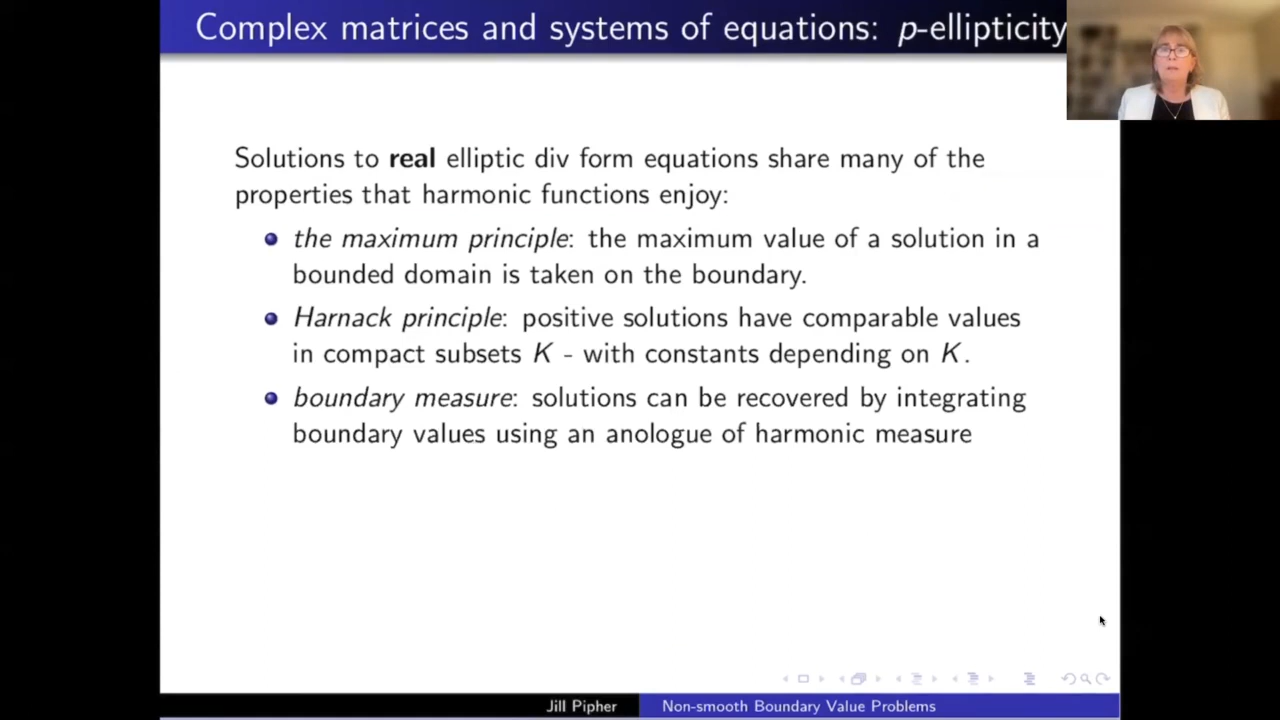 Complex matrices and systems of equations: p-ellipticity
Solutions to real elliptic div form equations share many of the
properties that harmonic functions enjoy:
the maximum principle: the maximum value of a solution in a
bounded domain is taken on the boundary.
Harnack principle: positive solutions have comparable values
in compact subsets K - with constants depending on K.
boundary measure: solutions can be recovered by integrating
boundary values using an anologue of harmonic measure
Jill Pipher
Non-smooth Boundary Value Problems